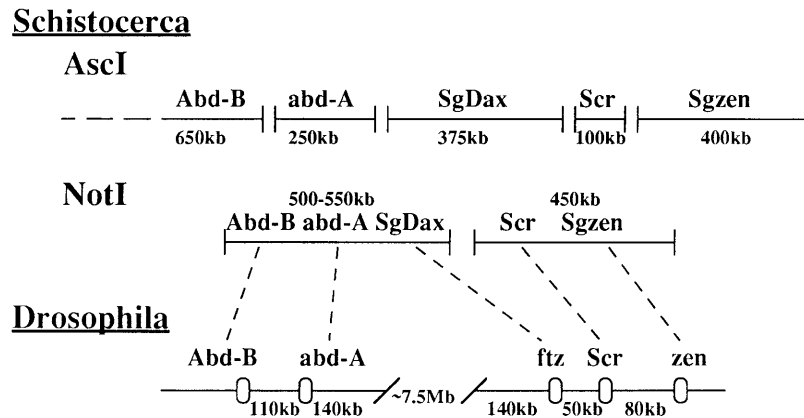 Schistocerca
AscI
Abd-B abd-A SgDax Scr Sgzen
650kb 250kb 375kb 100kb 400kb
NotI
500-550kb 450kb
Abd-B abd-A SgDax Scr Sgzen
Drosophila
Abd-B abd-A ftz Scr zen
110kb 140kb ~7.5Mb 140kb 50kb 80kb